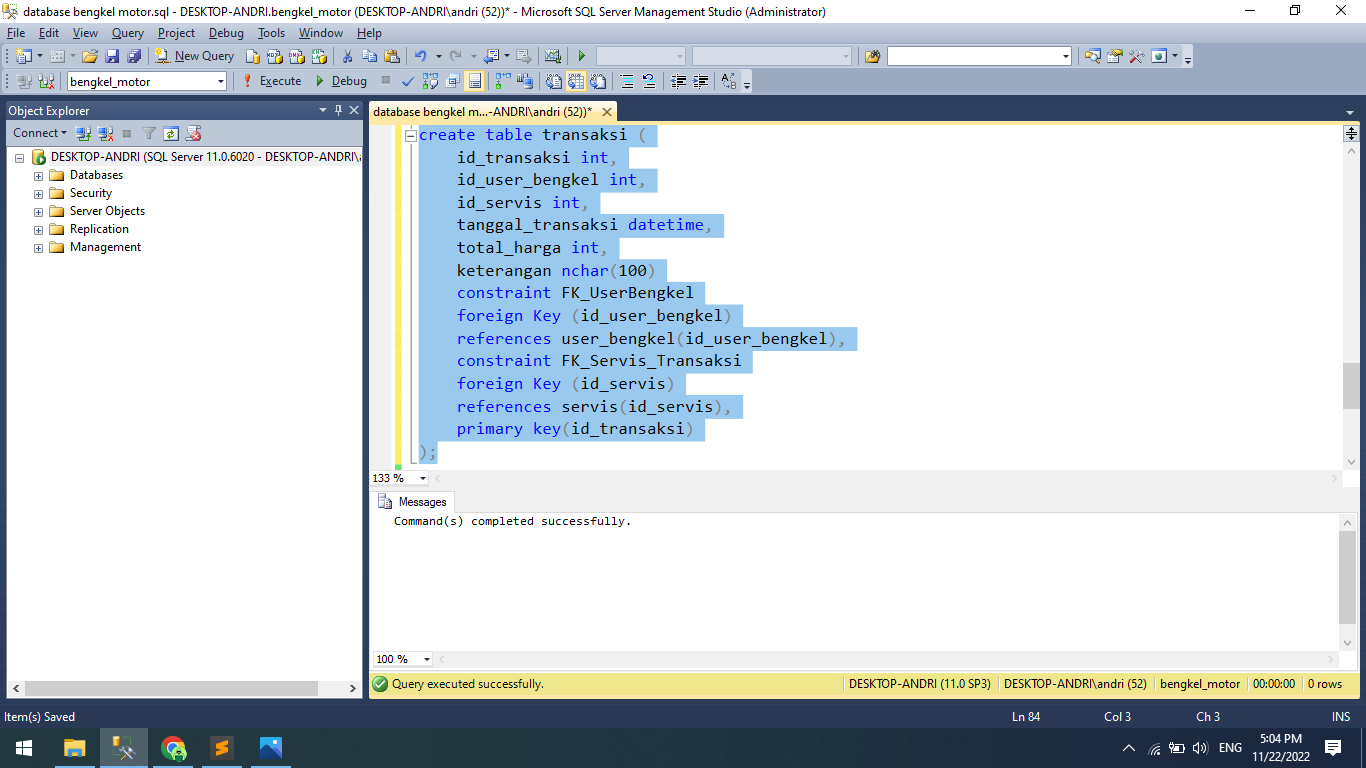 database bengkel motor.sql - DESKTOP-ANDRI.bengkel_motor (DESKTOP-ANDRI\andri (52))* - Microsoft SQL Server Management Studio (Administrator)
File Edit View Query Project Debug Tools Window Help
New Query
bengkel_motor Execute Debug
Object Explorer
Connect
DESKTOP-ANDRI (SQL Server 11.0.6020 - DESKTOP-ANDRI\
Databases
Security
Server Objects
Replication
Management
database bengkel m...-ANDRI\andri (52))*
create table transaksi (
id_transaksi int,
id_user_bengkel int,
id_servis int,
tanggal_transaksi datetime,
total_harga int,
keterangan nchar(100)
constraint FK_UserBengkel
foreign Key (id_user_bengkel)
references user_bengkel(id_user_bengkel),
constraint FK_Servis_Transaksi
foreign Key (id_servis)
references servis(id_servis),
primary key(id_transaksi)
);
133 %
Messages
Command(s) completed successfully.
100 %
Query executed successfully. DESKTOP-ANDRI (11.0 SP3) DESKTOP-ANDRI\andri (52) bengkel_motor 00:00:00 0 rows
Item(s) Saved Ln 84 Col 3 Ch 3 INS
ENG
5:04 PM
11/22/2022